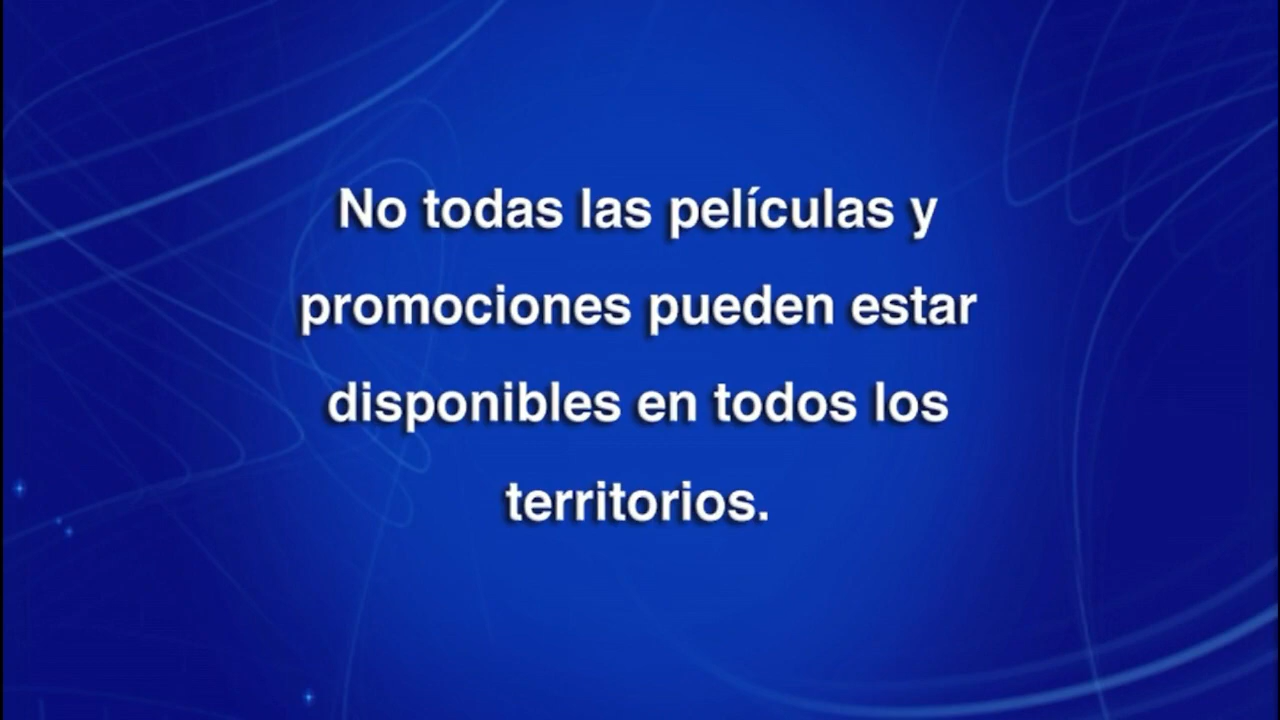 No todas las películas y
promociones pueden estar
disponibles en todos los
territorios.